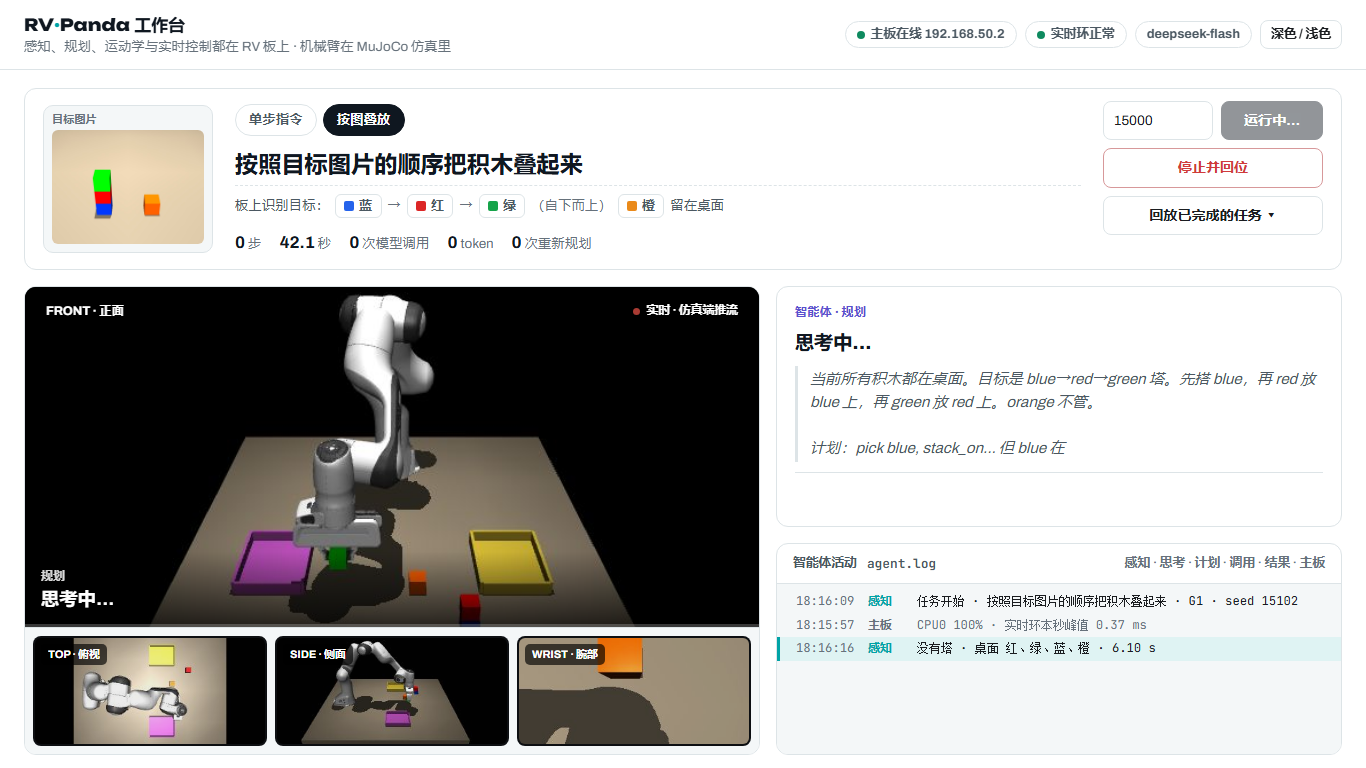 RV·Panda 工作台
感知、规划、运动学与实时控制都在 RV 板上 · 机械臂在 MuJoCo 仿真里
主板在线 192.168.50.2
实时环正常
deepseek-flash
深色 / 浅色
目标图片
单步指令
按图叠放
按照目标图片的顺序把积木叠起来
板上识别目标： 蓝 → 红 → 绿 （自下而上） 橙 留在桌面
0 步 42.1 秒 0 次模型调用 0 token 0 次重新规划
15000
运行中…
停止并回位
回放已完成的任务
FRONT · 正面
实时 · 仿真端推流
规划
思考中…
TOP · 俯视
SIDE · 侧面
WRIST · 腕部
智能体 · 规划
思考中…
当前所有积木都在桌面。目标是 blue→red→green 塔。先搭 blue，再 red 放
blue 上，再 green 放 red 上。orange 不管。
计划：pick blue, stack_on... 但 blue 在
智能体活动 agent.log
感知 · 思考 · 计划 · 调用 · 结果 · 主板
18:16:09 感知 任务开始 · 按照目标图片的顺序把积木叠起来 · G1 · seed 15102
18:15:57 主板 CPU0 100% · 实时环本秒峰值 0.37 ms
18:16:16 感知 没有塔 · 桌面 红、绿、蓝、橙 · 6.10 s